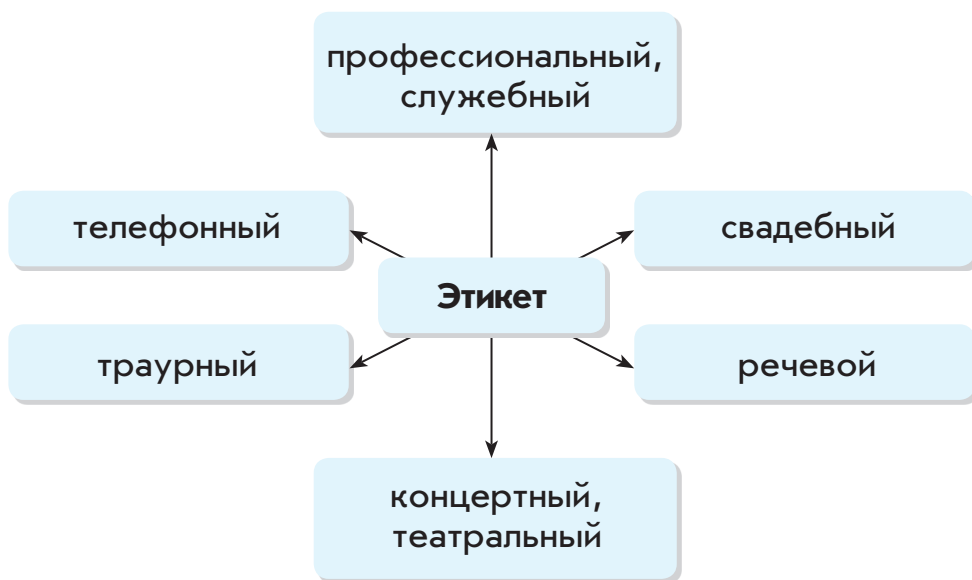 профессиональный,
служебный
телефонный
свадебный
Этикет
траурный
речевой
концертный,
театральный